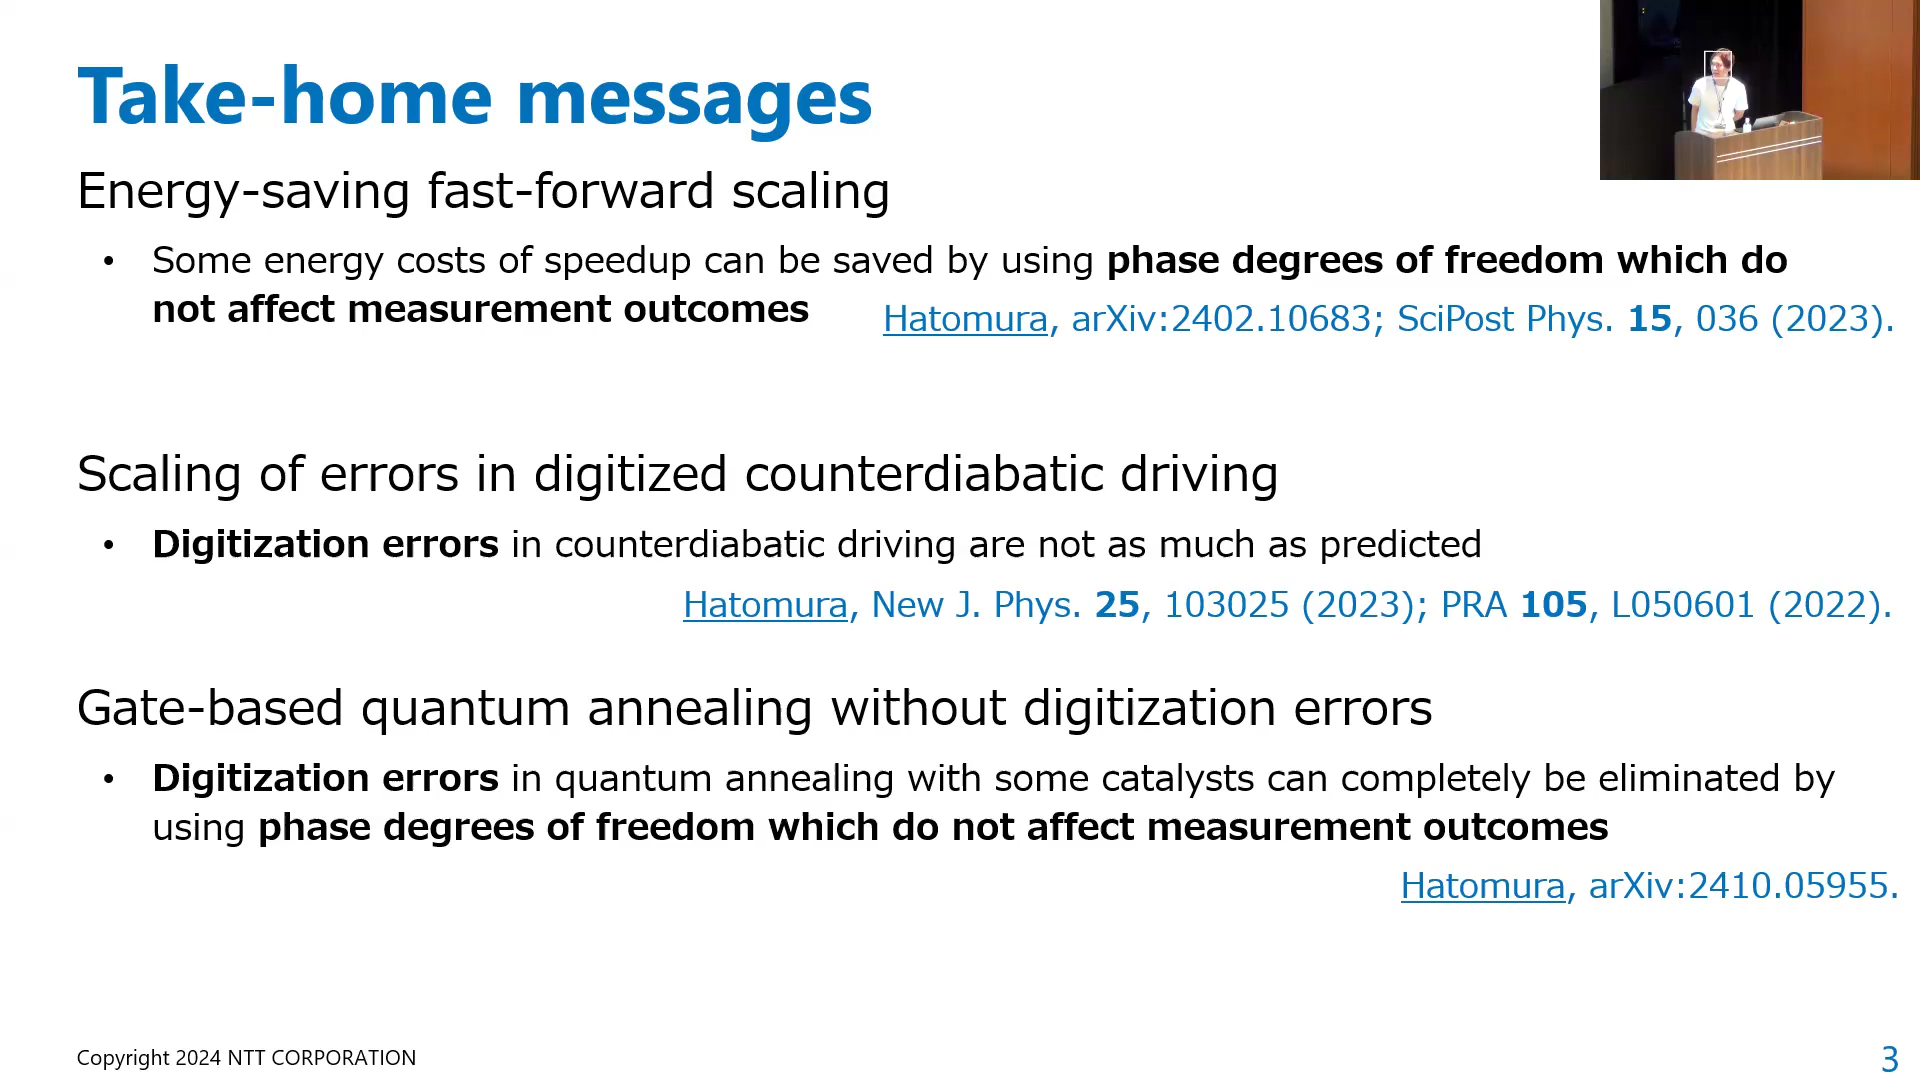 Take-home messages
Energy-saving fast-forward scaling
• Some energy costs of speedup can be saved by using phase degrees of freedom which do
not affect measurement outcomes
Hatomura, arXiv:2402.10683; SciPost Phys. 15, 036 (2023).
Scaling of errors in digitized counterdiabatic driving
• Digitization errors in counterdiabatic driving are not as much as predicted
Hatomura, New J. Phys. 25, 103025 (2023); PRA 105, L050601 (2022).
Gate-based quantum annealing without digitization errors
• Digitization errors in quantum annealing with some catalysts can completely be eliminated by
using phase degrees of freedom which do not affect measurement outcomes
Hatomura, arXiv:2410.05955.
Copyright 2024 NTT CORPORATION
3